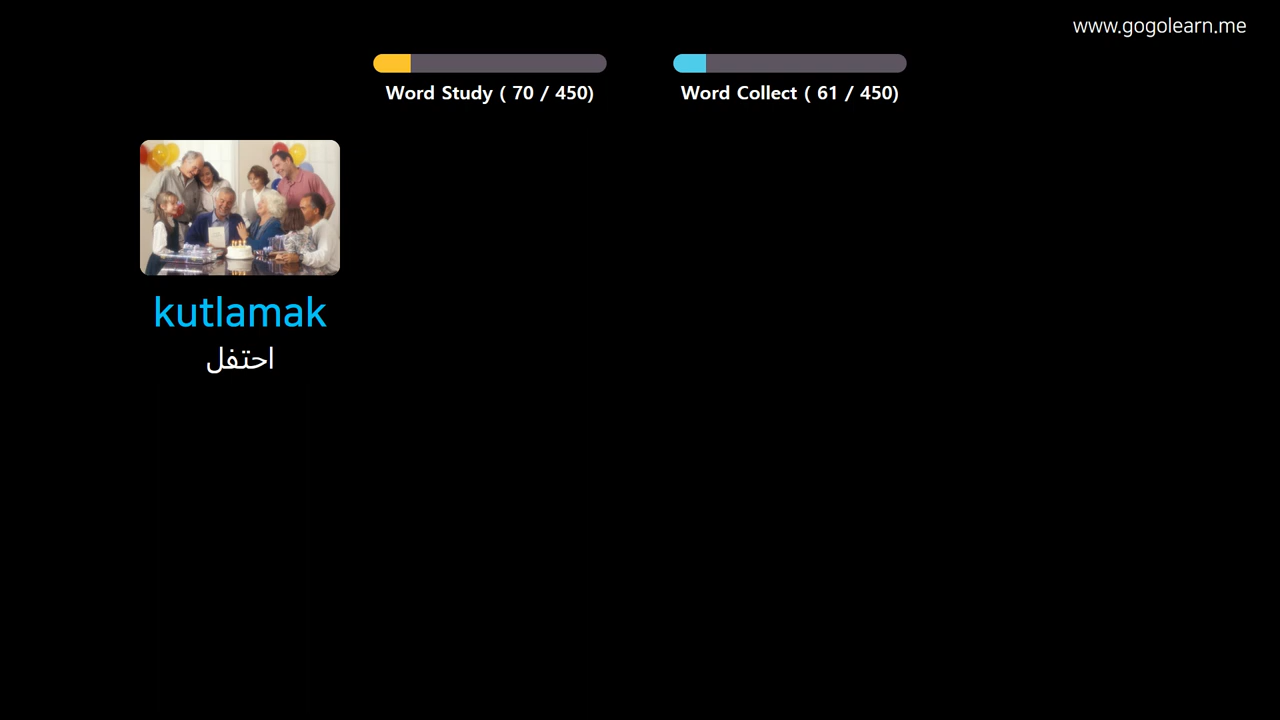 www.gogolearn.me
Word Study ( 70 / 450)
Word Collect ( 61 / 450)
kutlamak
احتفل